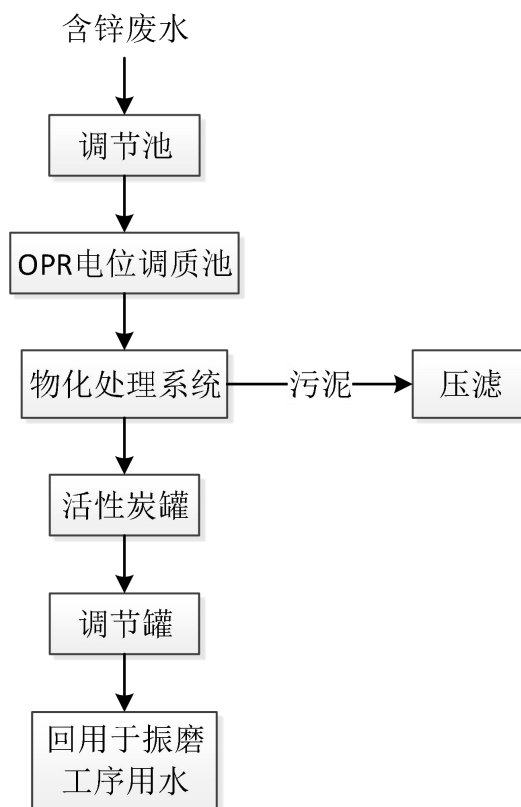 含锌废水
调节池
OPR电位调质池
物化处理系统
污泥
压滤
活性炭罐
调节罐
回用于振磨
工序用水